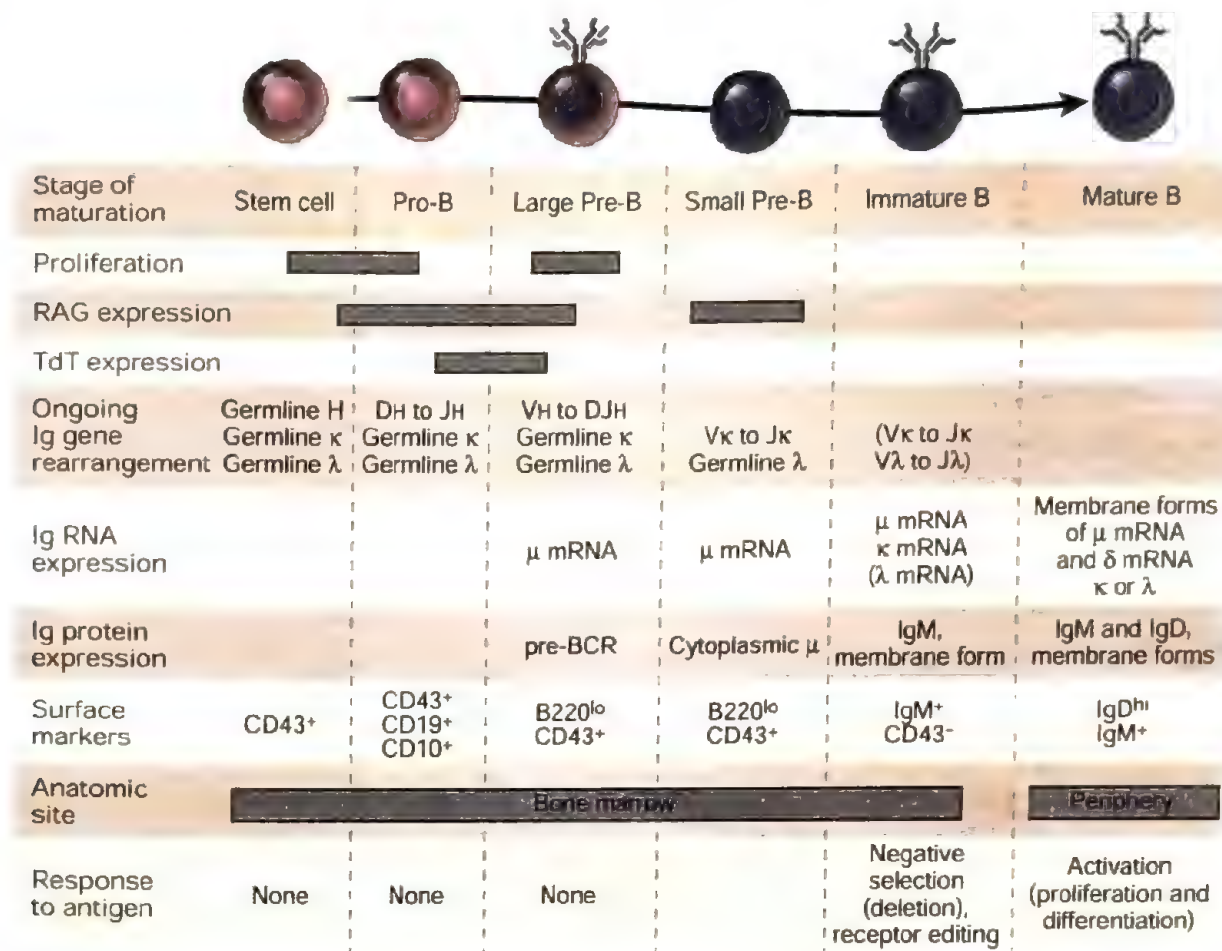 Stage of
maturation
Stem cell
Pro-B
Large Pre-B
Small Pre-B
Immature B
Mature B
Proliferation
RAG expression
TdT expression
Ongoing
Ig gene
rearrangement
Germline H
Germline κ
Germline λ
DH to JH
Germline κ
Germline λ
VH to DJH
Germline κ
Germline λ
Vκ to Jκ
Germline λ
(Vκ to Jκ
Vλ to Jλ)
Ig RNA
expression
μ mRNA
μ mRNA
μ mRNA
κ mRNA
(λ mRNA)
Membrane forms
of μ mRNA
and δ mRNA
κ or λ
Ig protein
expression
pre-BCR
Cytoplasmic μ
IgM,
membrane form
IgM and IgD,
membrane forms
Surface
markers
CD43⁺
CD43⁺
CD19⁺
CD10⁺
B220ˡᵒ
CD43⁺
B220ˡᵒ
CD43⁺
IgM⁺
CD43⁻
IgDʰⁱ
IgM⁺
Anatomic
site
Bone marrow
Periphery
Response
to antigen
None
None
None
Negative
selection
(deletion),
receptor editing
Activation
(proliferation and
differentiation)